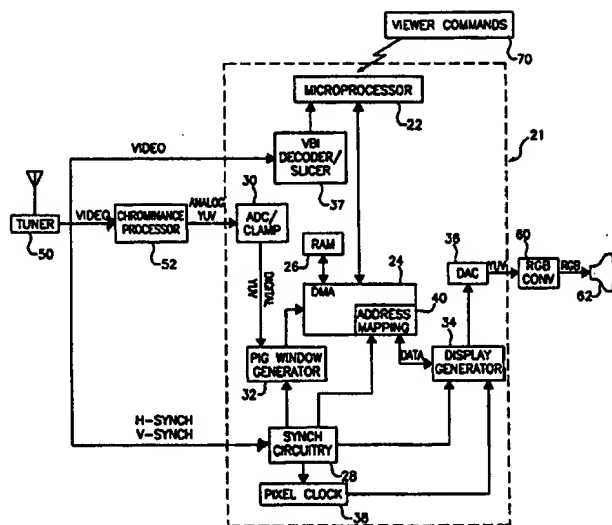 VIEWER COMMANDS
70
MICROPROCESSOR
22
21
VIDEO
VBI
DECODER/
SLICER
37
TUNER
50
VIDEO
CHROMINANCE
PROCESSOR
52
ANALOG
YUV
30
ADC/
CLAMP
DIGITAL
YUV
RAM
26
24
DMA
40
ADDRESS
MAPPING
36
DAC
YUV
60
RGB
CONV
RGB
62
34
DISPLAY
GENERATOR
DATA
PIG WINDOW
GENERATOR
32
H-SYNCH
V-SYNCH
SYNCH
CIRCUITRY
28
PIXEL CLOCK
38